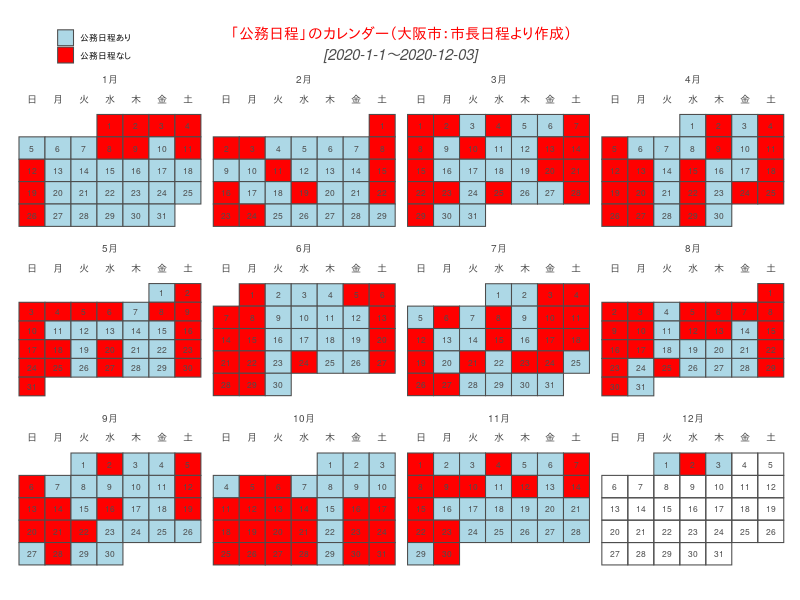 「公務日程」のカレンダー（大阪市：市長日程より作成）
[2020-1-1～2020-12-03]
公務日程あり
公務日程なし
1月
日 月 火 水 木 金 土
1 2 3 4
5 6 7 8 9 10 11
12 13 14 15 16 17 18
19 20 21 22 23 24 25
26 27 28 29 30 31
2月
日 月 火 水 木 金 土
1
2 3 4 5 6 7 8
9 10 11 12 13 14 15
16 17 18 19 20 21 22
23 24 25 26 27 28 29
3月
日 月 火 水 木 金 土
1 2 3 4 5 6 7
8 9 10 11 12 13 14
15 16 17 18 19 20 21
22 23 24 25 26 27 28
29 30 31
4月
日 月 火 水 木 金 土
1 2 3 4
5 6 7 8 9 10 11
12 13 14 15 16 17 18
19 20 21 22 23 24 25
26 27 28 29 30
5月
日 月 火 水 木 金 土
1 2
3 4 5 6 7 8 9
10 11 12 13 14 15 16
17 18 19 20 21 22 23
24 25 26 27 28 29 30
31
6月
日 月 火 水 木 金 土
1 2 3 4 5 6
7 8 9 10 11 12 13
14 15 16 17 18 19 20
21 22 23 24 25 26 27
28 29 30
7月
日 月 火 水 木 金 土
1 2 3 4
5 6 7 8 9 10 11
12 13 14 15 16 17 18
19 20 21 22 23 24 25
26 27 28 29 30 31
8月
日 月 火 水 木 金 土
1
2 3 4 5 6 7 8
9 10 11 12 13 14 15
16 17 18 19 20 21 22
23 24 25 26 27 28 29
30 31
9月
日 月 火 水 木 金 土
1 2 3 4 5
6 7 8 9 10 11 12
13 14 15 16 17 18 19
20 21 22 23 24 25 26
27 28 29 30
10月
日 月 火 水 木 金 土
1 2 3
4 5 6 7 8 9 10
11 12 13 14 15 16 17
18 19 20 21 22 23 24
25 26 27 28 29 30 31
11月
日 月 火 水 木 金 土
1 2 3 4 5 6 7
8 9 10 11 12 13 14
15 16 17 18 19 20 21
22 23 24 25 26 27 28
29 30
12月
日 月 火 水 木 金 土
1 2 3 4 5
6 7 8 9 10 11 12
13 14 15 16 17 18 19
20 21 22 23 24 25 26
27 28 29 30 31